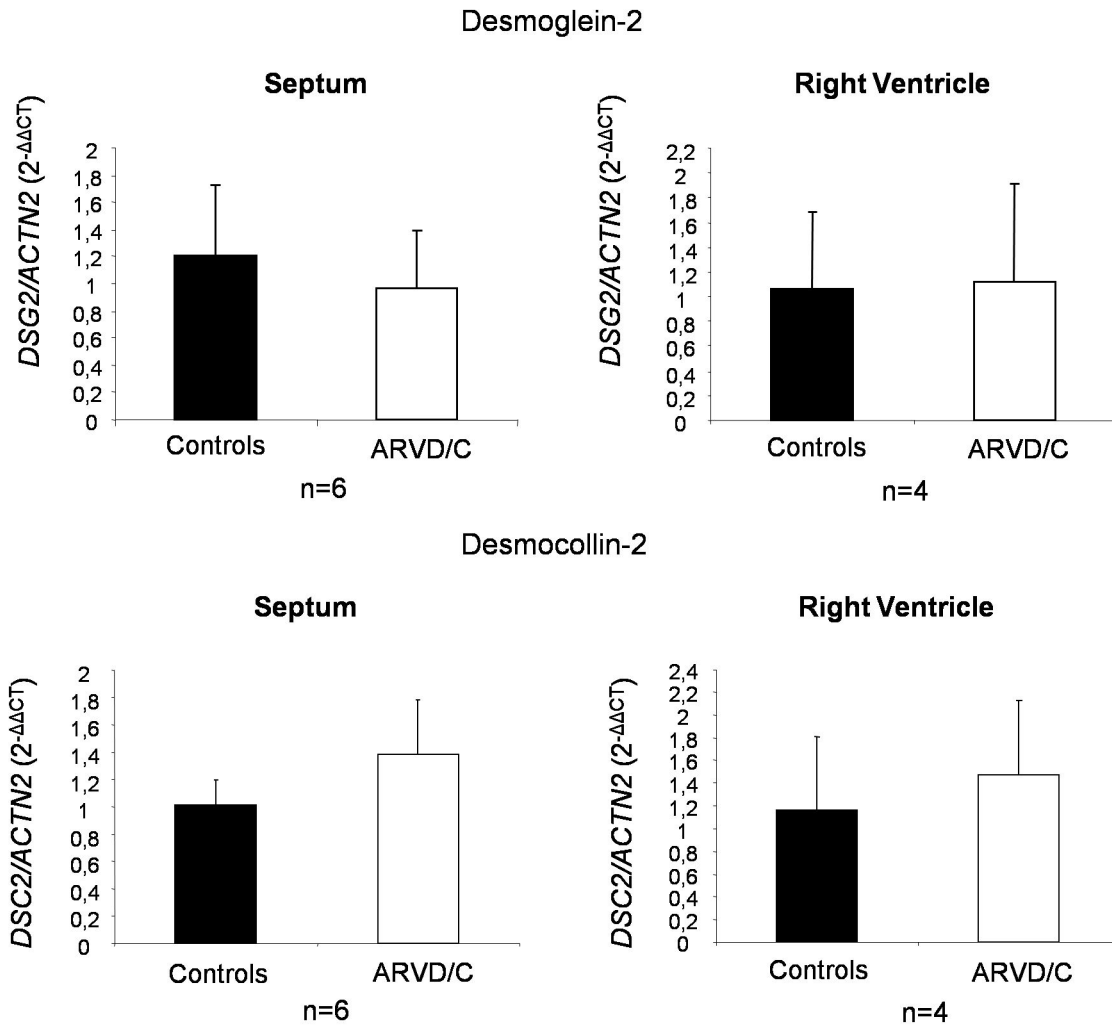 Desmoglein-2
Septum
DSG2/ACTN2 (2-ΔΔCT)
2
1,8
1,6
1,4
1,2
1
0,8
0,6
0,4
0,2
0
Controls
ARVD/C
n=6
Right Ventricle
DSG2/ACTN2 (2-ΔΔCT)
2,2
2
1,8
1,6
1,4
1,2
1
0,8
0,6
0,4
0,2
0
Controls
ARVD/C
n=4
Desmocollin-2
Septum
DSC2/ACTN2 (2-ΔΔCT)
2
1,8
1,6
1,4
1,2
1
0,8
0,6
0,4
0,2
0
Controls
ARVD/C
n=6
Right Ventricle
DSC2/ACTN2 (2-ΔΔCT)
2,4
2,2
2
1,8
1,6
1,4
1,2
1
0,8
0,6
0,4
0,2
0
Controls
ARVD/C
n=4